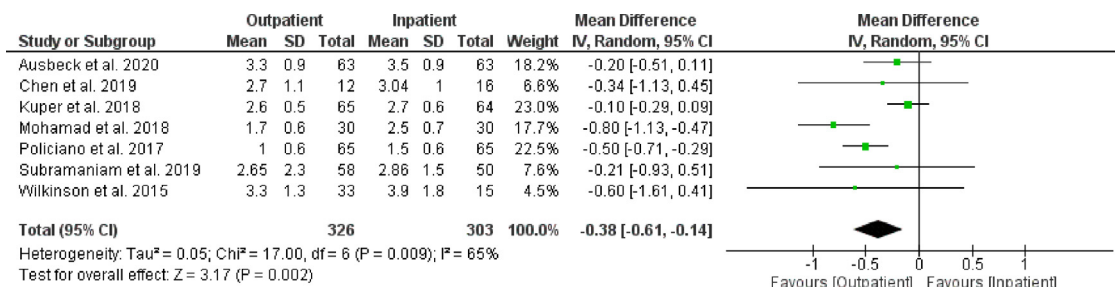 Outpatient Inpatient Mean Difference Mean Difference
Study or Subgroup Mean SD Total Mean SD Total Weight IV, Random, 95% CI IV, Random, 95% CI
Ausbeck et al. 2020 3.3 0.9 63 3.5 0.9 63 18.2% -0.20 [-0.51, 0.11]
Chen et al. 2019 2.7 1.1 12 3.04 1 16 6.6% -0.34 [-1.13, 0.45]
Kuper et al. 2018 2.6 0.5 65 2.7 0.6 64 23.0% -0.10 [-0.29, 0.09]
Mohamad et al. 2018 1.7 0.6 30 2.5 0.7 30 17.7% -0.80 [-1.13, -0.47]
Policiano et al. 2017 1 0.6 65 1.5 0.6 65 22.5% -0.50 [-0.71, -0.29]
Subramaniam et al. 2019 2.65 2.3 58 2.86 1.5 50 7.6% -0.21 [-0.93, 0.51]
Wilkinson et al. 2015 3.3 1.3 33 3.9 1.8 15 4.5% -0.60 [-1.61, 0.41]
Total (95% CI) 326 303 100.0% -0.38 [-0.61, -0.14]
Heterogeneity: Tau² = 0.05; Chi² = 17.00, df = 6 (P = 0.009); I² = 65%
Test for overall effect: Z = 3.17 (P = 0.002)
-1 -0.5 0 0.5 1
Favours [Outpatient] Favours [Inpatient]